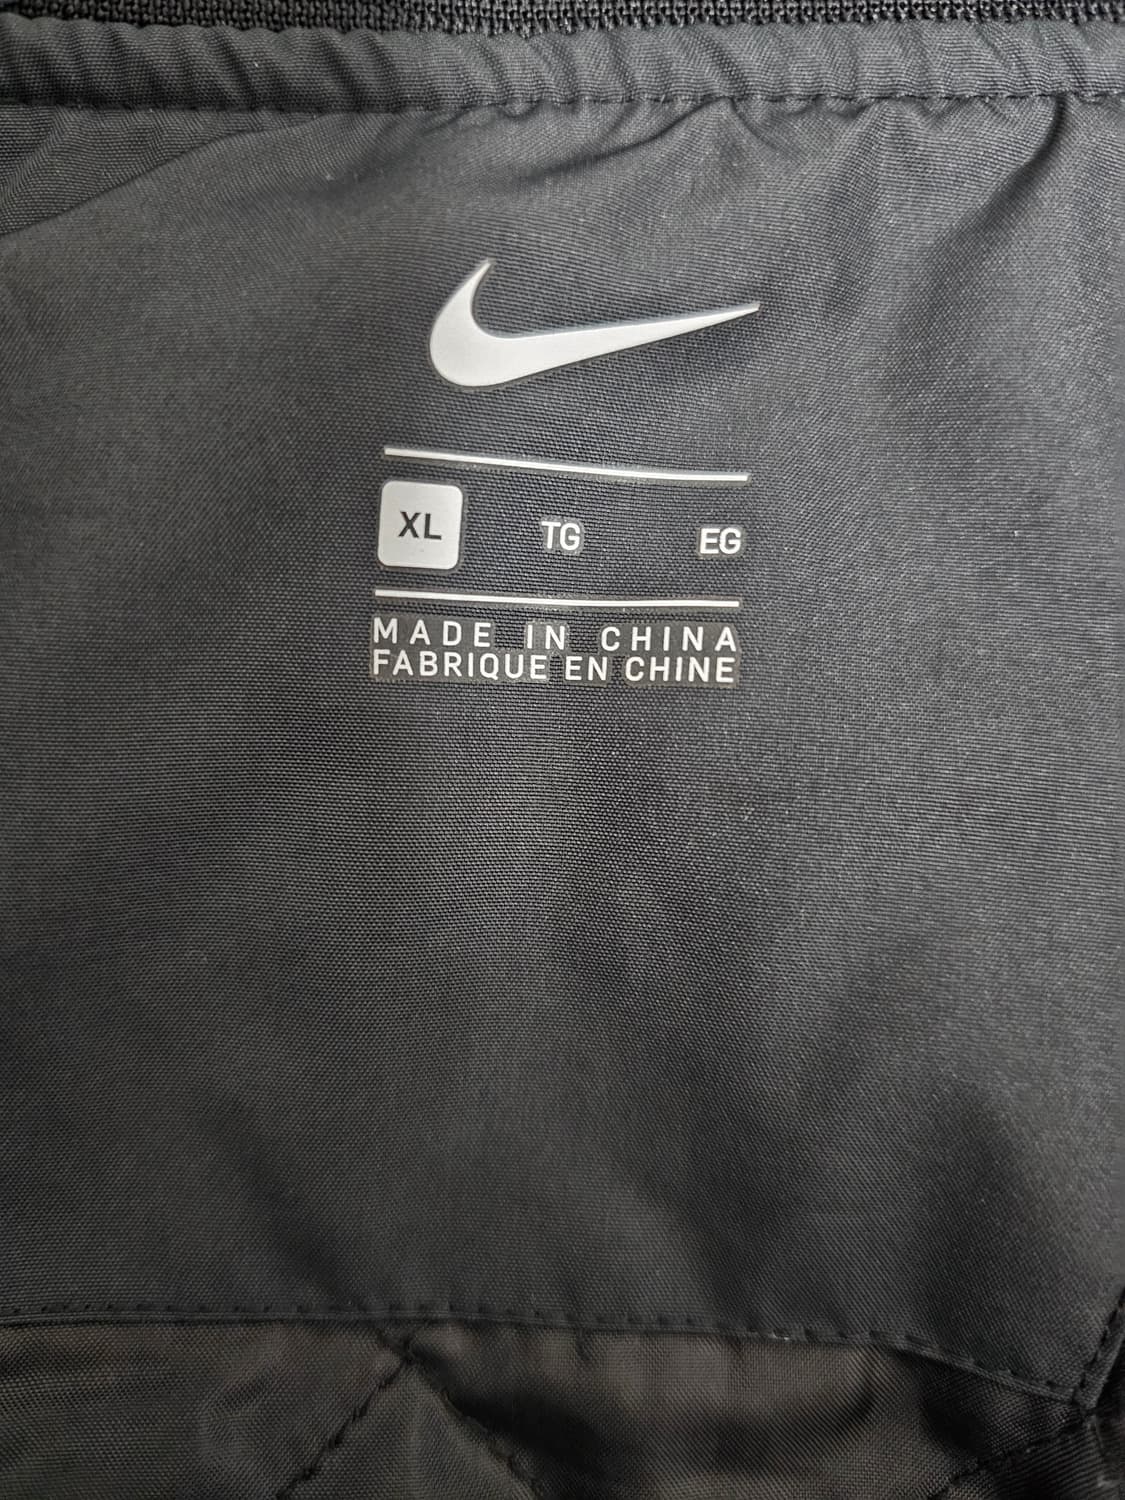 XL TG EG
MADE IN CHINA
FABRIQUE EN CHINE